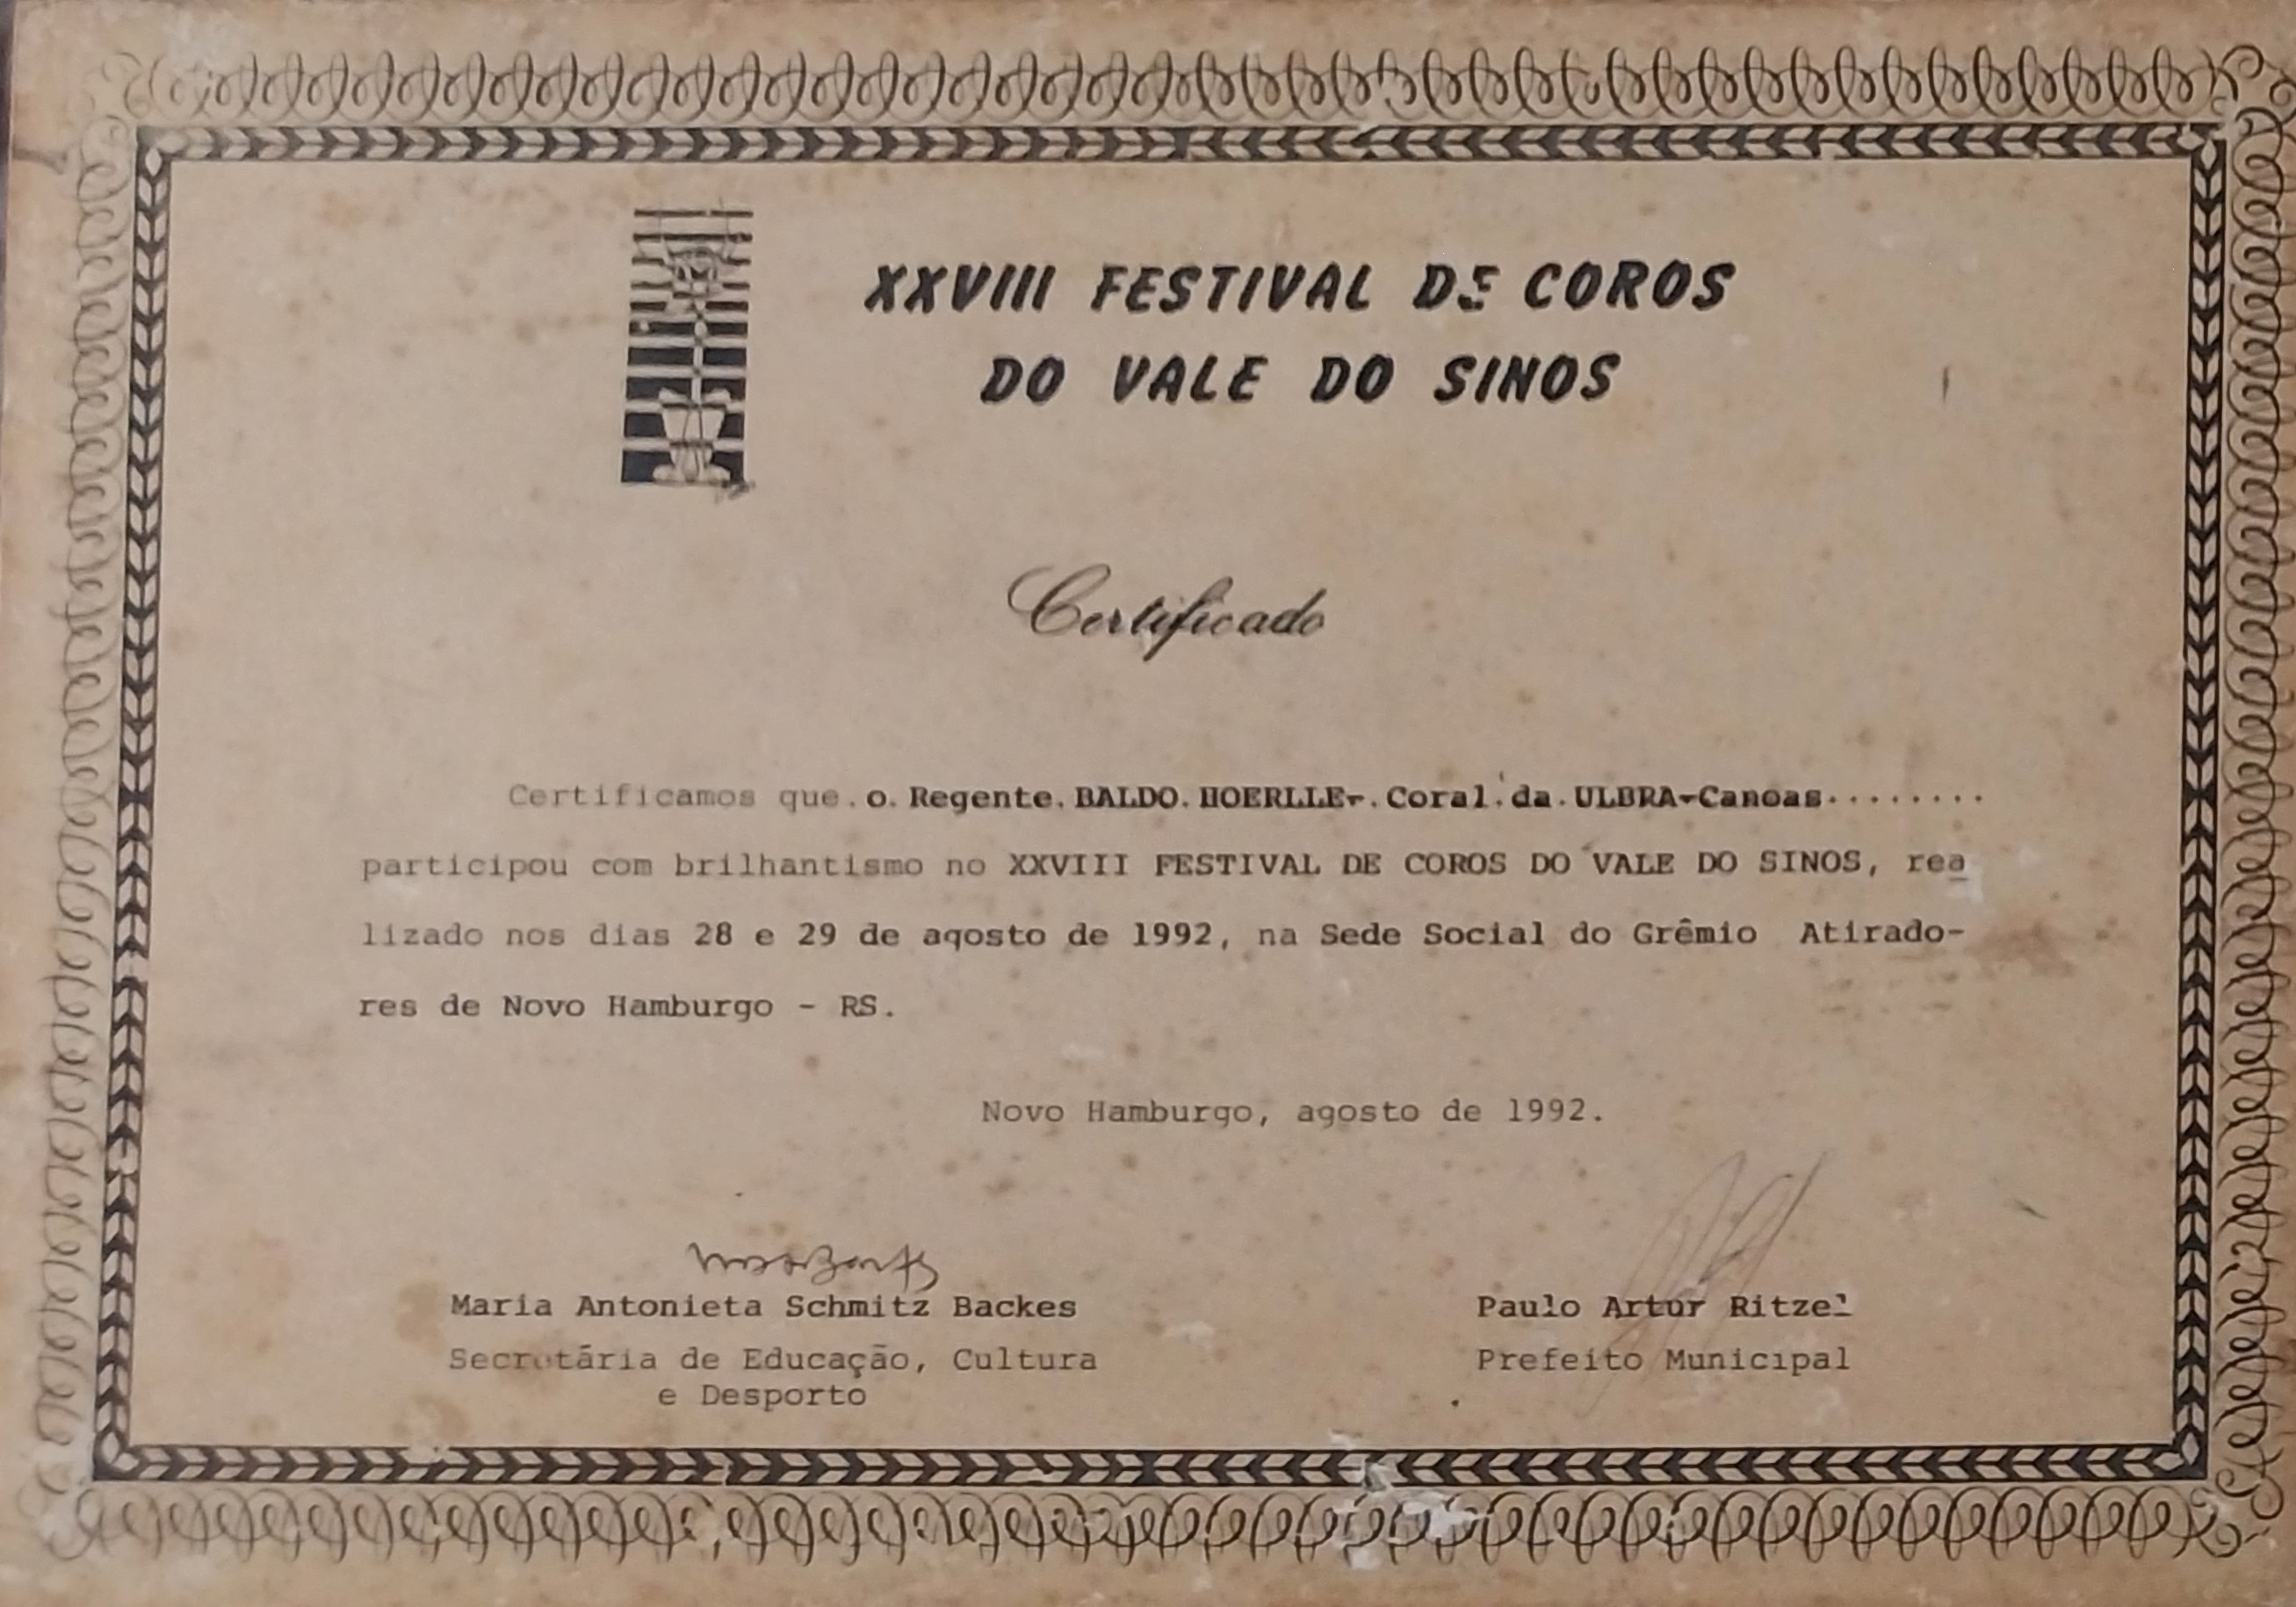 XXVIII FESTIVAL DE COROS
DO VALE DO SINOS
Certificado
Certificamos que.o.Regente.BALDO.HOERLLE-.Coral.da.ULBRA-Canoas........
participou com brilhantismo no XXVIII FESTIVAL DE COROS DO VALE DO SINOS, rea
lizado nos dias 28 e 29 de agosto de 1992, na Sede Social do Grêmio Atirado-
res de Novo Hamburgo - RS.
Novo Hamburgo, agosto de 1992.
Maria Antonieta Schmitz Backes
Secretária de Educação, Cultura
e Desporto
Paulo Artur Ritzel
Prefeito Municipal